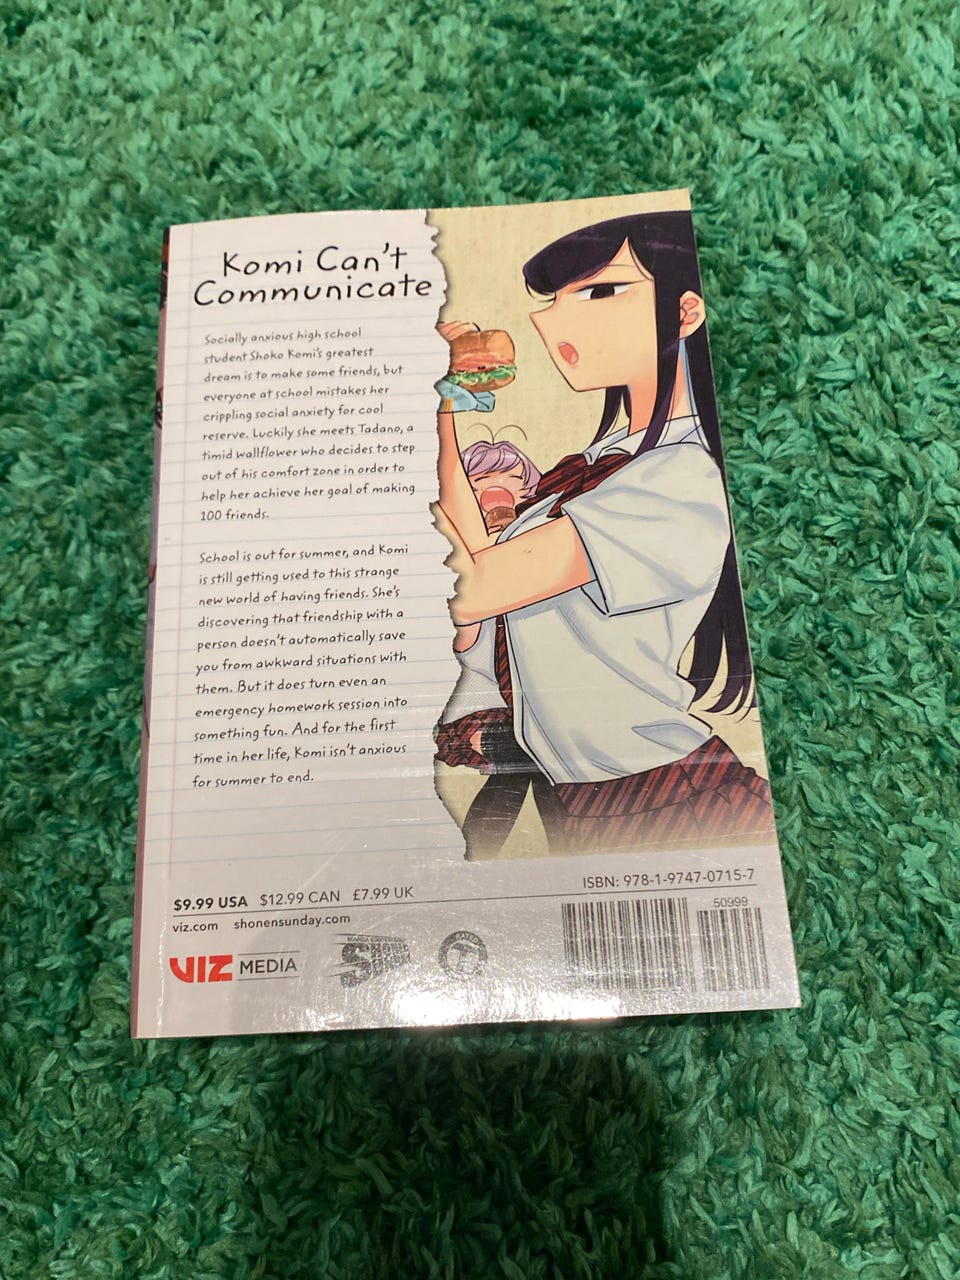 Komi Can't
Communicate
Socially anxious high school
student Shoko Komi's greatest
dream is to make some friends, but
everyone at school mistakes her
crippling social anxiety for cool
reserve. Luckily she meets Tadano, a
timid wallflower who decides to step
out of his comfort zone in order to
help her achieve her goal of making
100 friends.
School is out for summer, and Komi
is still getting used to this strange
new world of having friends. She's
discovering that friendship with a
person doesn't automatically save
you from awkward situations with
them. But it does turn even an
emergency homework session into
something fun. And for the first
time in her life, Komi isn't anxious
for summer to end.
$9.99 USA $12.99 CAN £7.99 UK
viz.com shonensunday.com
VIZ MEDIA
SHONEN
RATED
T
ISBN: 978-1-9747-0715-7
50999